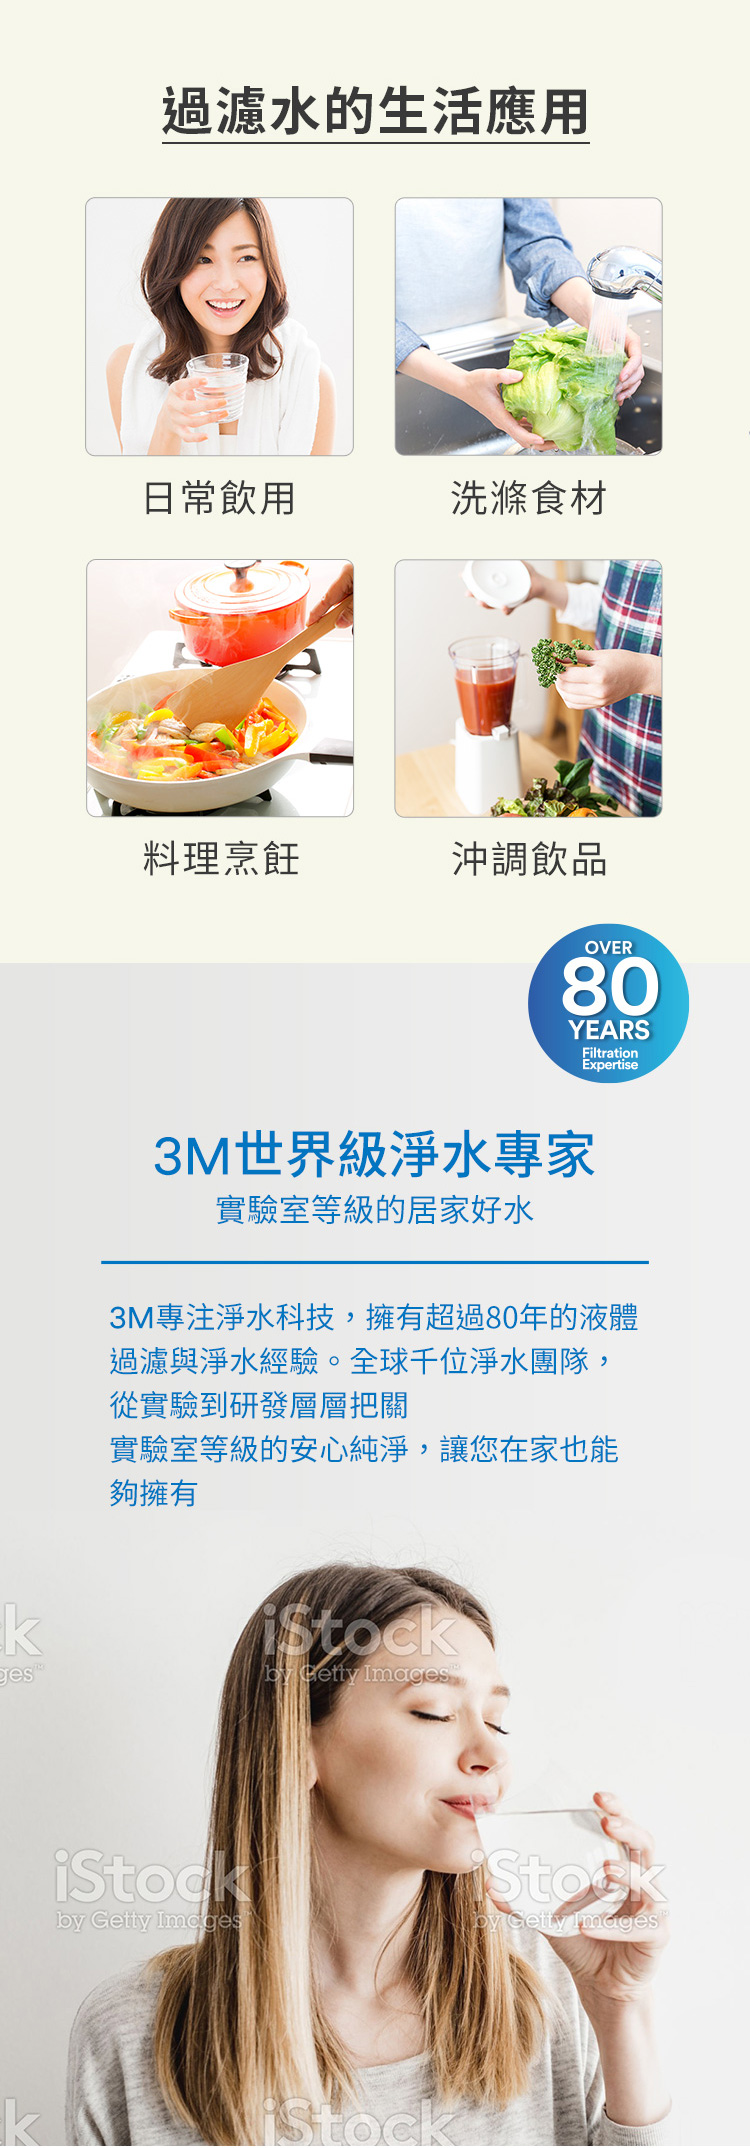 過濾水的生活應用
日常飲用
洗滌食材
料理烹飪
沖調飲品
OVER
80
YEARS
Filtration
Expertise
3M世界級淨水專家
實驗室等級的居家好水
3M專注淨水科技，擁有超過80年的液體
過濾與淨水經驗。全球千位淨水團隊，
從實驗到研發層層把關
實驗室等級的安心純淨，讓您在家也能
夠擁有
iStock
by Getty Images™
k
ges™
iStock
by Getty Images™
iStock
by Getty Images™
k
iStock